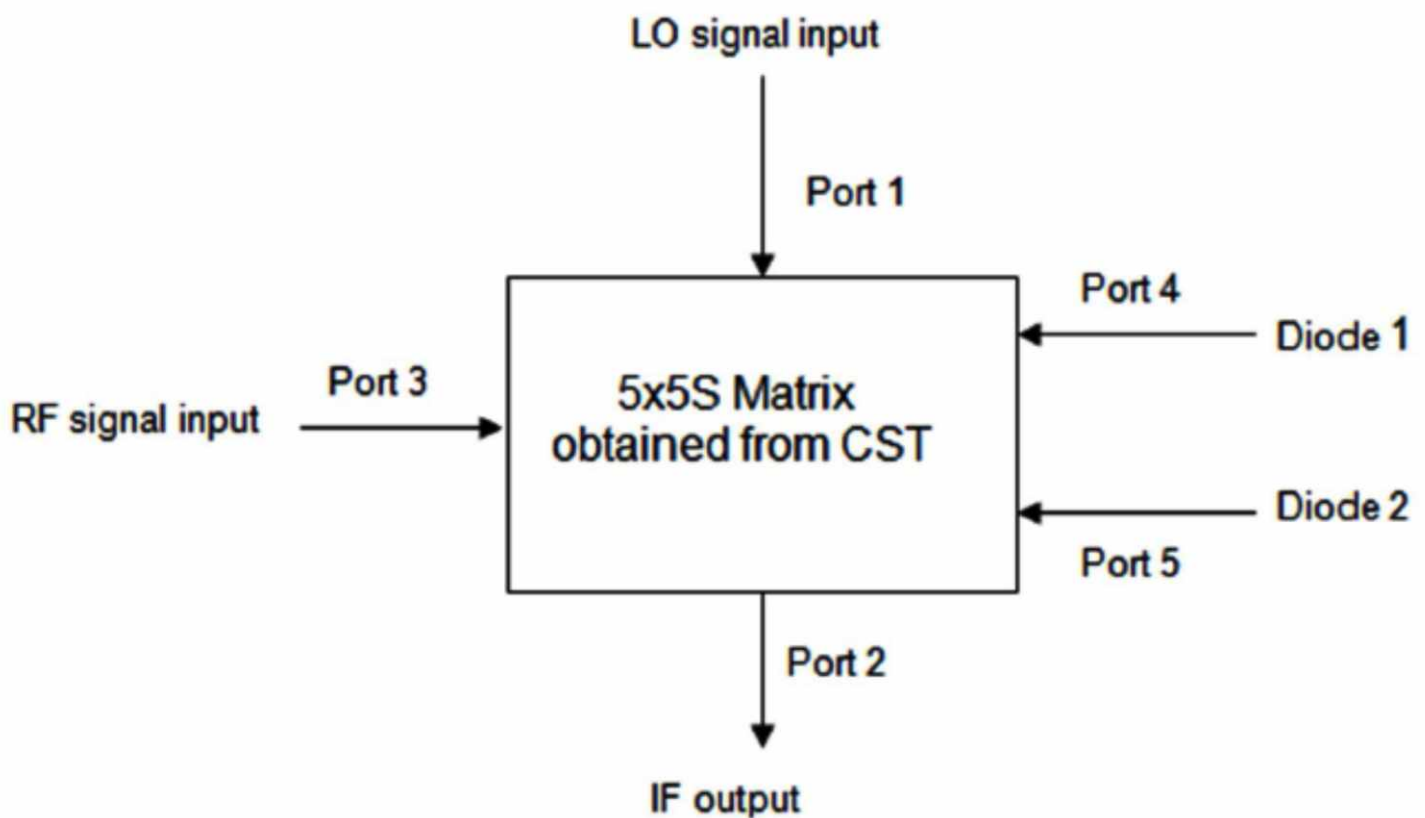 LO signal input
Port 1
Port 4
Diode 1
Port 3
5x5S Matrix
RF signal input
obtained from CST
Diode 2
Port 5
Port 2
IF output